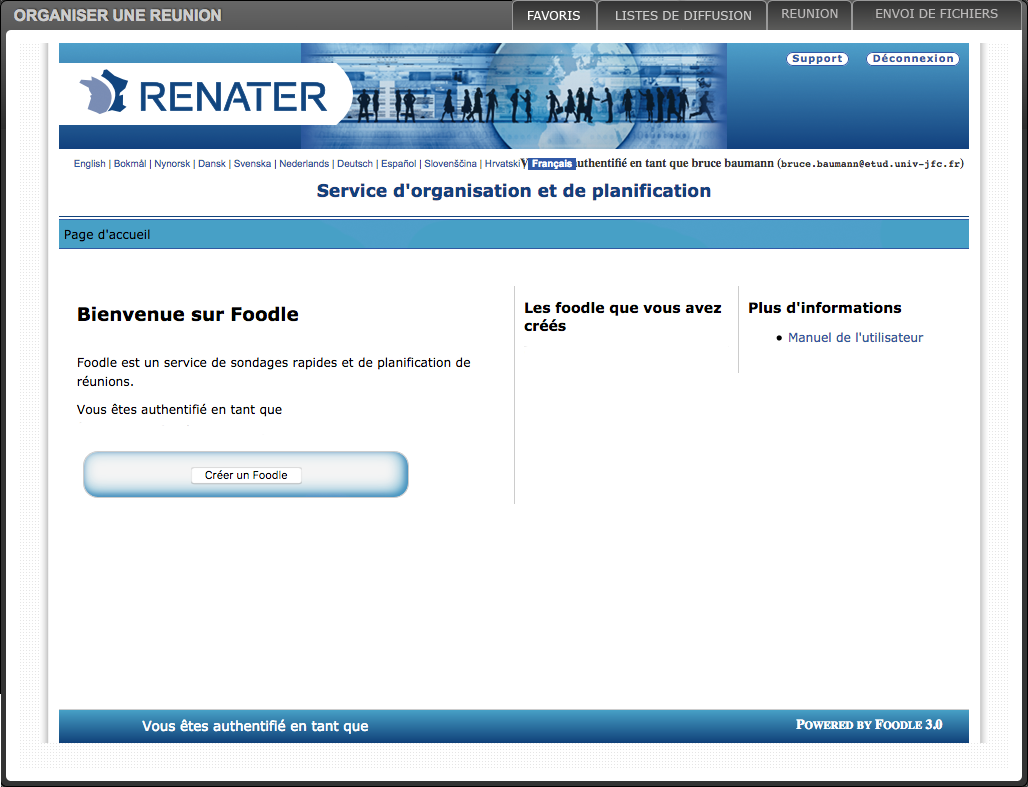 ORGANISER UNE REUNION
FAVORIS
LISTES DE DIFFUSION
REUNION
ENVOI DE FICHIERS
RENATER
Support
Déconnexion
English | Bokmål | Nynorsk | Dansk | Svenska | Nederlands | Deutsch | Español | Slovenščina | Hrvatski Français uthentifié en tant que bruce baumann (bruce.baumann@etud.univ-jfc.fr)
Service d'organisation et de planification
Page d'accueil
Bienvenue sur Foodle
Foodle est un service de sondages rapides et de planification de
réunions.
Vous êtes authentifié en tant que
Créer un Foodle
Les foodle que vous avez
créés
Plus d'informations
• Manuel de l'utilisateur
Vous êtes authentifié en tant que
POWERED BY FOODLE 3.0